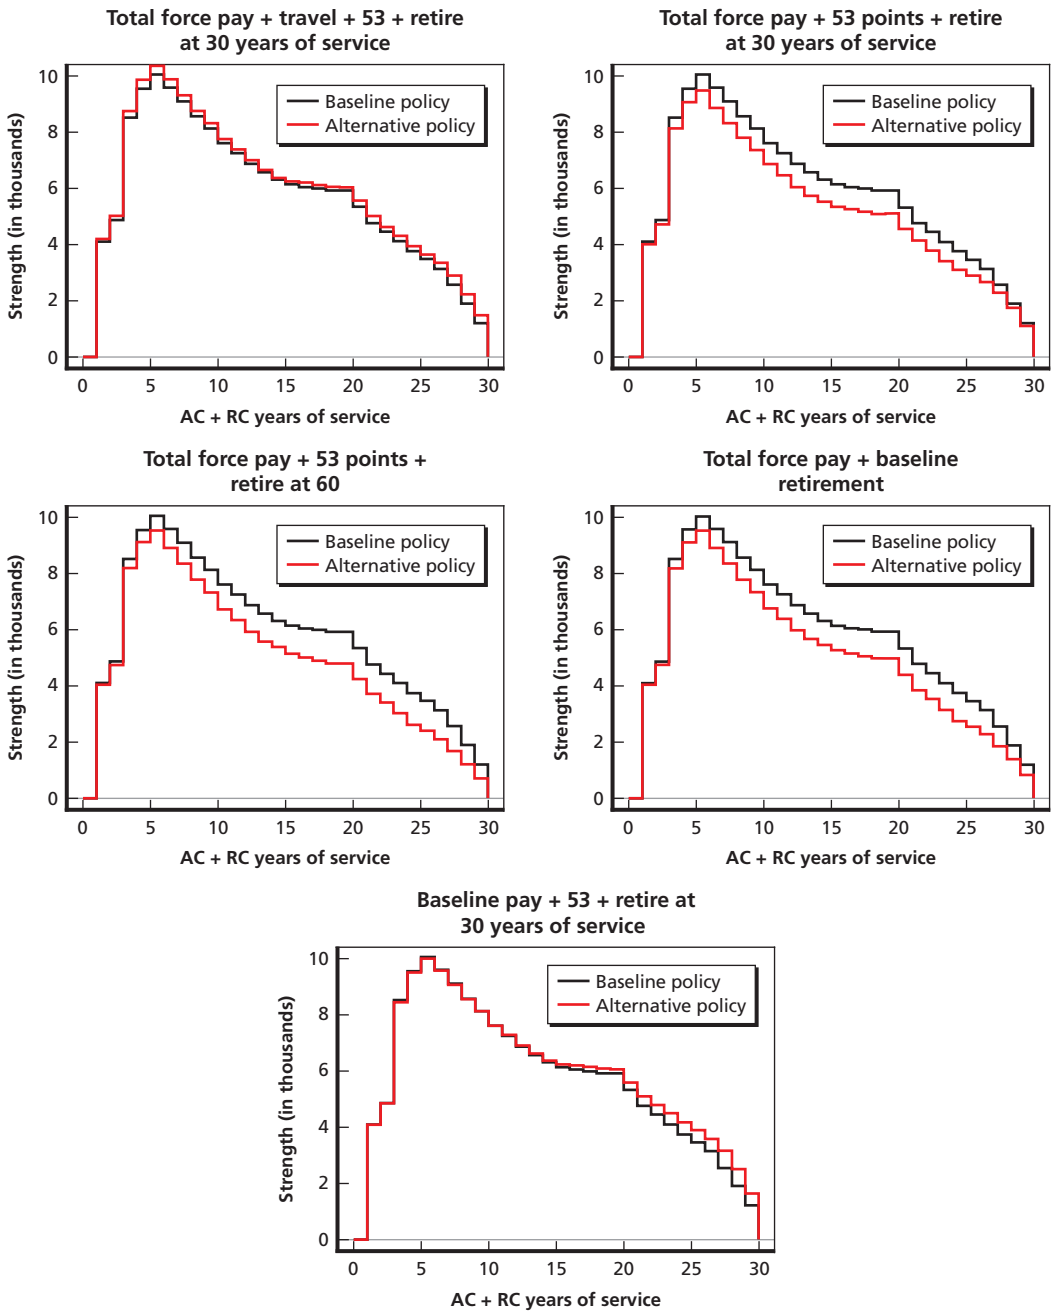 Total force pay + travel + 53 + retire
at 30 years of service
Strength (in thousands)
10
8
6
4
2
0
Baseline policy
Alternative policy
0 5 10 15 20 25 30
AC + RC years of service
Total force pay + 53 points + retire
at 30 years of service
Strength (in thousands)
10
8
6
4
2
0
Baseline policy
Alternative policy
0 5 10 15 20 25 30
AC + RC years of service
Total force pay + 53 points +
retire at 60
Strength (in thousands)
10
8
6
4
2
0
Baseline policy
Alternative policy
0 5 10 15 20 25 30
AC + RC years of service
Total force pay + baseline
retirement
Strength (in thousands)
10
8
6
4
2
0
Baseline policy
Alternative policy
0 5 10 15 20 25 30
AC + RC years of service
Baseline pay + 53 + retire at
30 years of service
Strength (in thousands)
10
8
6
4
2
0
Baseline policy
Alternative policy
0 5 10 15 20 25 30
AC + RC years of service